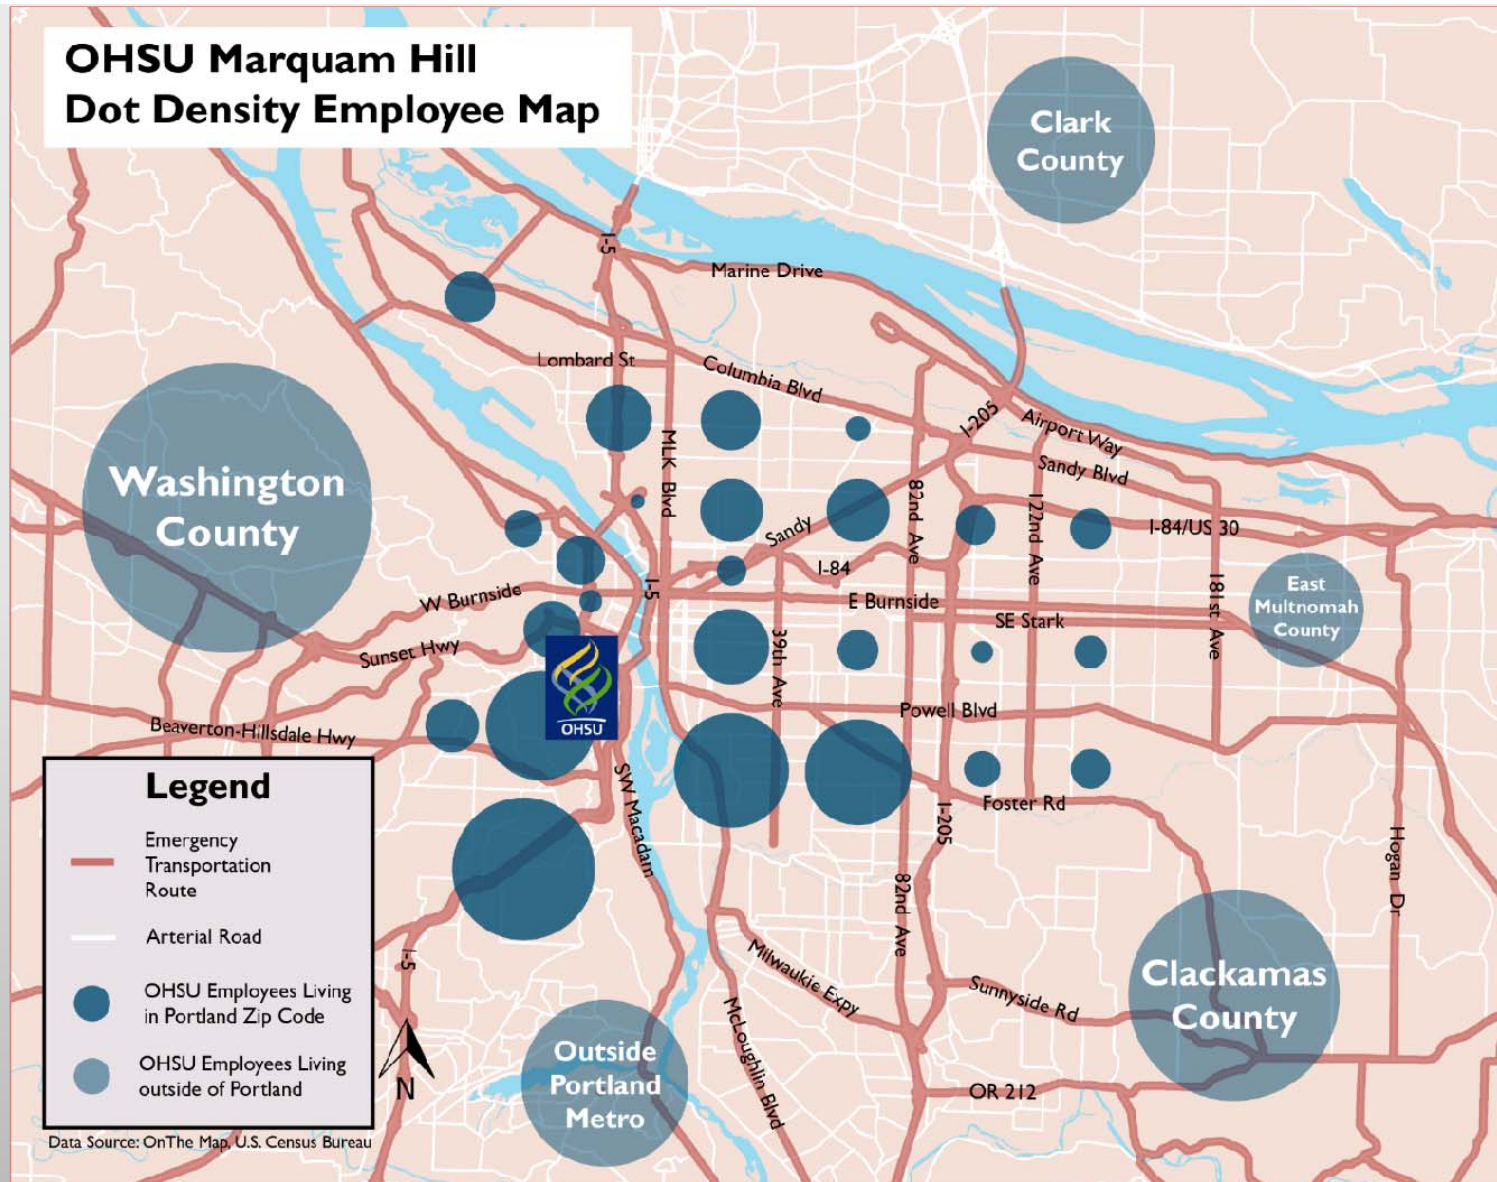 OHSU Marquam Hill
Dot Density Employee Map
Clark
County
I-5
Marine Drive
Lombard St
Columbia Blvd
I-205
Airport Way
Sandy Blvd
MLK Blvd
Washington
County
82nd Ave
122nd Ave
I-84/US 30
Sandy
I-84
W Burnside
I-5
E Burnside
SE Stark
181st Ave
East
Multnomah
County
Sunset Hwy
39th Ave
OHSU
Powell Blvd
Beaverton-Hillsdale Hwy
SW Macadam
Foster Rd
I-205
Hogan Dr
82nd Ave
I-5
Milwaukie Expy
Sunnyside Rd
Clackamas
County
McLoughlin Blvd
OR 212
Outside
Portland
Metro
N
Legend
Emergency
Transportation
Route
Arterial Road
OHSU Employees Living
in Portland Zip Code
OHSU Employees Living
outside of Portland
Data Source: OnThe Map, U.S. Census Bureau